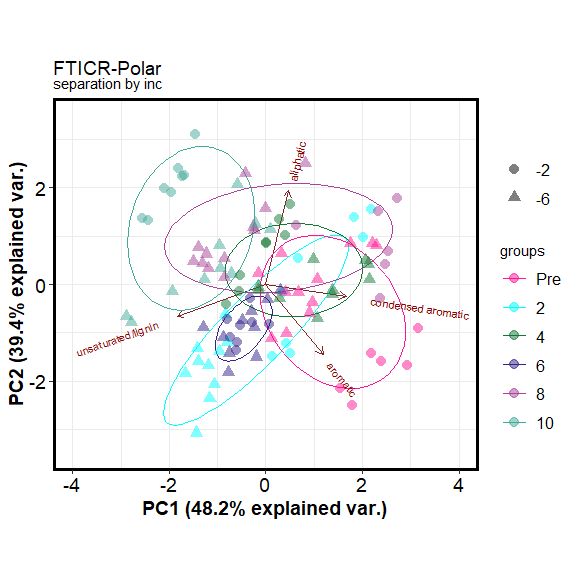 FTICR-Polar
separation by inc
aliphatic
condensed aromatic
unsaturated/lignin
aromatic
2
0
-2
-4
-2
0
2
4
PC1 (48.2% explained var.)
PC2 (39.4% explained var.)
-2
-6
groups
Pre
2
4
6
8
10